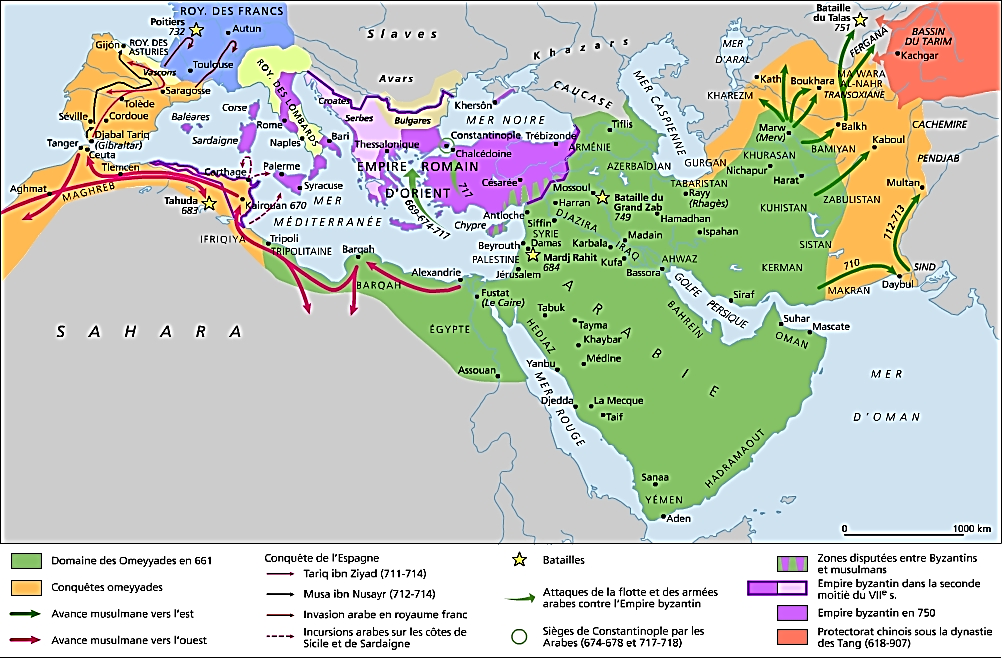 ROY. DES FRANCS
Poitiers
732
Autun
Bataille
du Talas
751
Gijón
ROY. DES
ASTURIES
Slaves
Khazars
MER
D'ARAL
FERGANA
BASSIN
DU TARIM
Kachgar
Vascons
Toulouse
Saragosse
Avars
ROY. DES LOMBARDS
Croates
Serbes
Bulgares
Khersôn
CAUCASE
MER CASPIENNE
Kath
Boukhara
MA WARA
AL-NAHR
TRANSOXIANE
KHAREZM
Tolède
Cordoue
Séville
Baléares
Corse
Sardaigne
Rome
Naples
Bari
Thessalonique
MER NOIRE
Constantinople
Trébizonde
Chalcédoine
Tiflis
ARMÉNIE
Marw
(Merv)
Balkh
Kaboul
CACHEMIRE
Tanger
Djabal Tariq
(Gibraltar)
Ceuta
Tlemcen
Carthage
Palerme
EMPIRE ROMAIN
D'ORIENT
717
Césarée
AZERBAÏDJAN
GURGAN
KHURASAN
BAMIYAN
PENDJAB
Aghmat
MAGHREB
Tahuda
683
Kairouan 670
Syracuse
MER
MÉDITERRANÉE
669-674-717
Mossoul
Harran
Bataille du
Grand Zab
749
TABARISTAN
Rayy
(Rhagès)
Nichapur
Harat
Multan
Antioche
Chypre
Siffin
SYRIE
DJAZIRA
Hamadhan
KUHISTAN
ZABULISTAN
IFRIQIYA
Tripoli
TRIPOLITAINE
Barqah
BARQAH
Beyrouth
Damas
PALESTINE
Mardj Rahit
684
Jérusalem
Karbala
Kufa
IRAQ
Madain
Ispahan
Bassora
AHWAZ
SISTAN
KERMAN
112-713
710
SIND
Alexandrie
Fustat
(Le Caire)
GOLFE PERSIQUE
Siraf
MAKRAN
Daybul
SAHARA
ÉGYPTE
Assouan
Tabuk
Tayma
Khaybar
Médine
HEDJAZ
ARABIE
BAHREÏN
Suhar
Mascate
OMAN
Yanbu
Djedda
La Mecque
Taif
MER ROUGE
MER
D'OMAN
HADRAMAOUT
Sanaa
YÉMEN
Aden
0 1000 km
Domaine des Omeyyades en 661
Conquêtes omeyyades
Avance musulmane vers l'est
Avance musulmane vers l'ouest
Conquête de l'Espagne
Tariq ibn Ziyad (711-714)
Musa ibn Nusayr (712-714)
Invasion arabe en royaume franc
Incursions arabes sur les côtes de
Sicile et de Sardaigne
Batailles
Attaques de la flotte et des armées
arabes contre l'Empire byzantin
Sièges de Constantinople par les
Arabes (674-678 et 717-718)
Zones disputées entre Byzantins
et musulmans
Empire byzantin dans la seconde
moitié du VIIe s.
Empire byzantin en 750
Protectorat chinois sous la dynastie
des Tang (618-907)